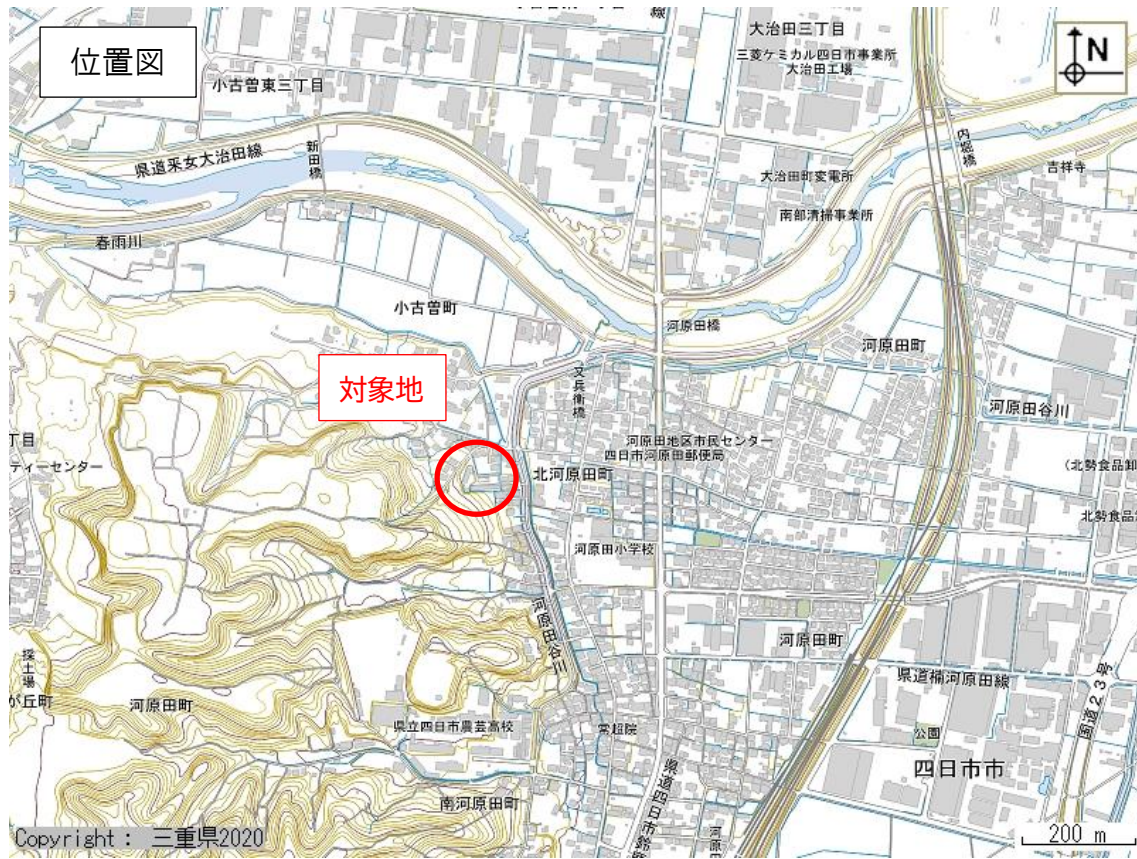 位置図
大治田三丁目
三菱ケミカル四日市事業所
大治田工場
N
小古曽東三丁目
県道采女大治田線
新田橋
内堀橋
吉祥寺
大治田町変電所
南部清掃事業所
春雨川
小古曽町
河原田橋
河原田町
対象地
又兵衛橋
河原田谷川
丁目
ティーセンター
河原田地区市民センター
四日市河原田郵便局
北河原田町
(北勢食品卸
北勢食品
河原田小学校
河原田谷川
河原田町
採土場
が丘町
河原田町
県道楠河原田線
国道23号
県立四日市農芸高校
常超院
公園
四日市市
南河原田町
Copyright : 三重県2020
200 m